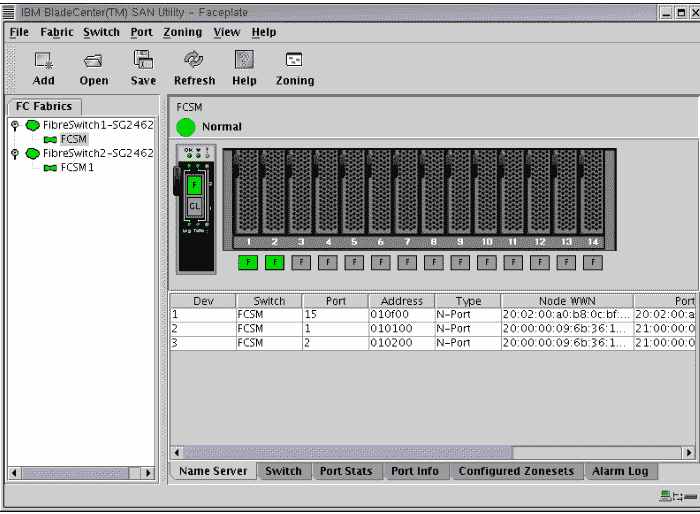 IBM BladeCenter(TM) SAN Utility - Faceplate
File Fabric Switch Port Zoning View Help
Add Open Save Refresh Help Zoning
FC Fabrics
FibreSwitch1-SG2462
FCSM
FibreSwitch2-SG2462
FCSM1
FCSM
Normal
OK
F
GL
1 2 3 4 5 6 7 8 9 10 11 12 13 14
F F F F F F F F F F F F F F
Dev Switch Port Address Type Node WWN Port
1 FCSM 15 010f00 N-Port 20:02:00:a0:b8:0c:bf:... 20:02:00:a
2 FCSM 1 010100 N-Port 20:00:00:09:6b:36:1... 21:00:00:0
3 FCSM 2 010200 N-Port 20:00:00:09:6b:36:1... 21:00:00:0
Name Server Switch Port Stats Port Info Configured Zonesets Alarm Log